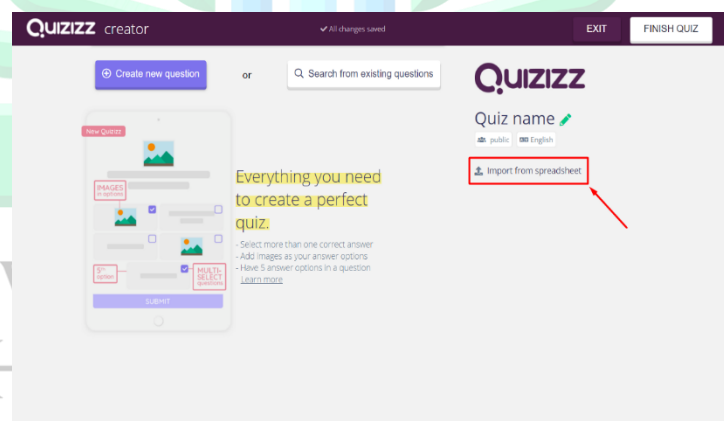 Quizizz creator
All changes saved
EXIT
FINISH QUIZ
Create new question
or
Search from existing questions
Quizizz
Quiz name
public
English
Import from spreadsheet
New Quizizz
IMAGES
in options
5th
option
MULTI-
SELECT
questions
SUBMIT
Everything you need
to create a perfect
quiz.
- Select more than one correct answer
- Add images as your answer options
- Have 5 answer options in a question
Learn more